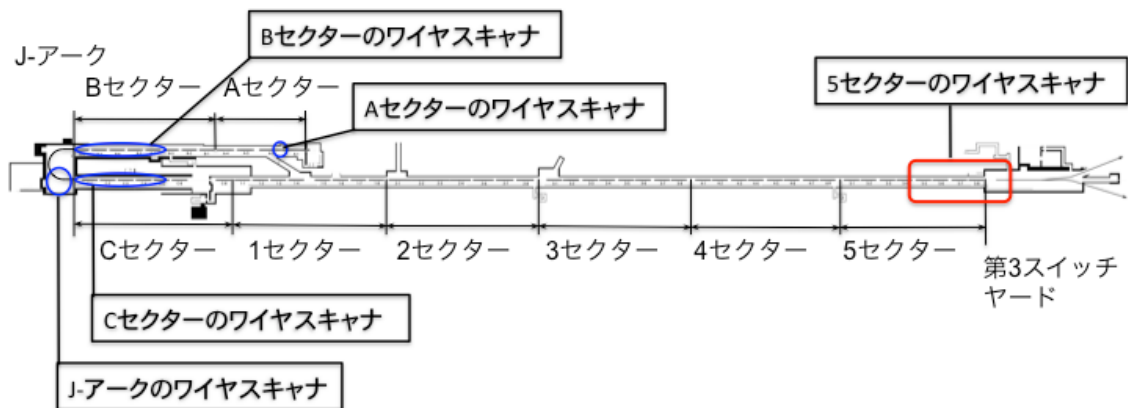 Bセクターのワイヤスキャナ
J-アーク
Bセクター
Aセクター
Aセクターのワイヤスキャナ
5セクターのワイヤスキャナ
Cセクター
1セクター
2セクター
3セクター
4セクター
5セクター
第3スイッチ
ヤード
Cセクターのワイヤスキャナ
J-アークのワイヤスキャナ